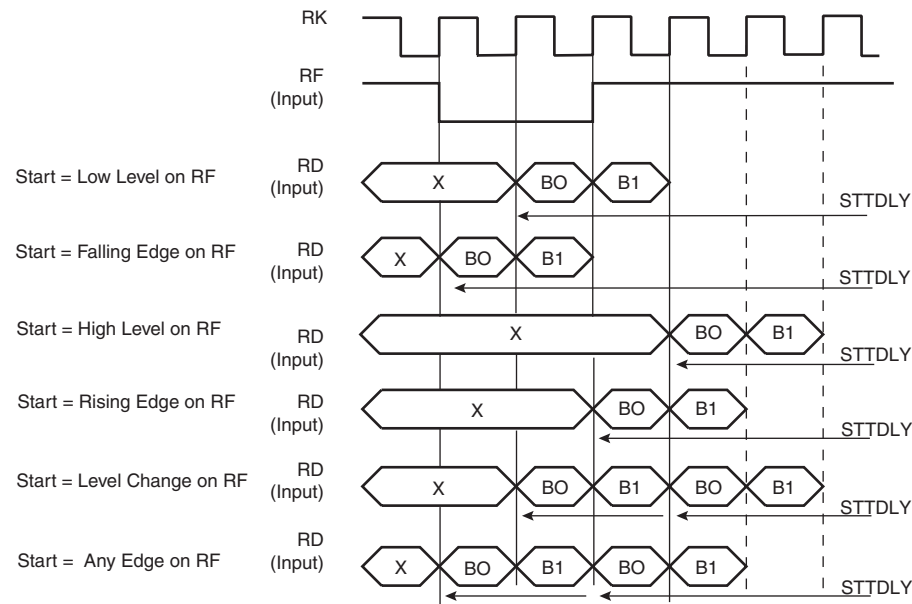 RK
RF
(Input)
Start = Low Level on RF
RD
(Input)
X
BO
B1
STTDLY
Start = Falling Edge on RF
RD
(Input)
X
BO
B1
STTDLY
Start = High Level on RF
RD
(Input)
X
BO
B1
STTDLY
Start = Rising Edge on RF
RD
(Input)
X
BO
B1
STTDLY
Start = Level Change on RF
RD
(Input)
X
BO
B1
BO
B1
STTDLY
Start = Any Edge on RF
RD
(Input)
X
BO
B1
BO
B1
STTDLY